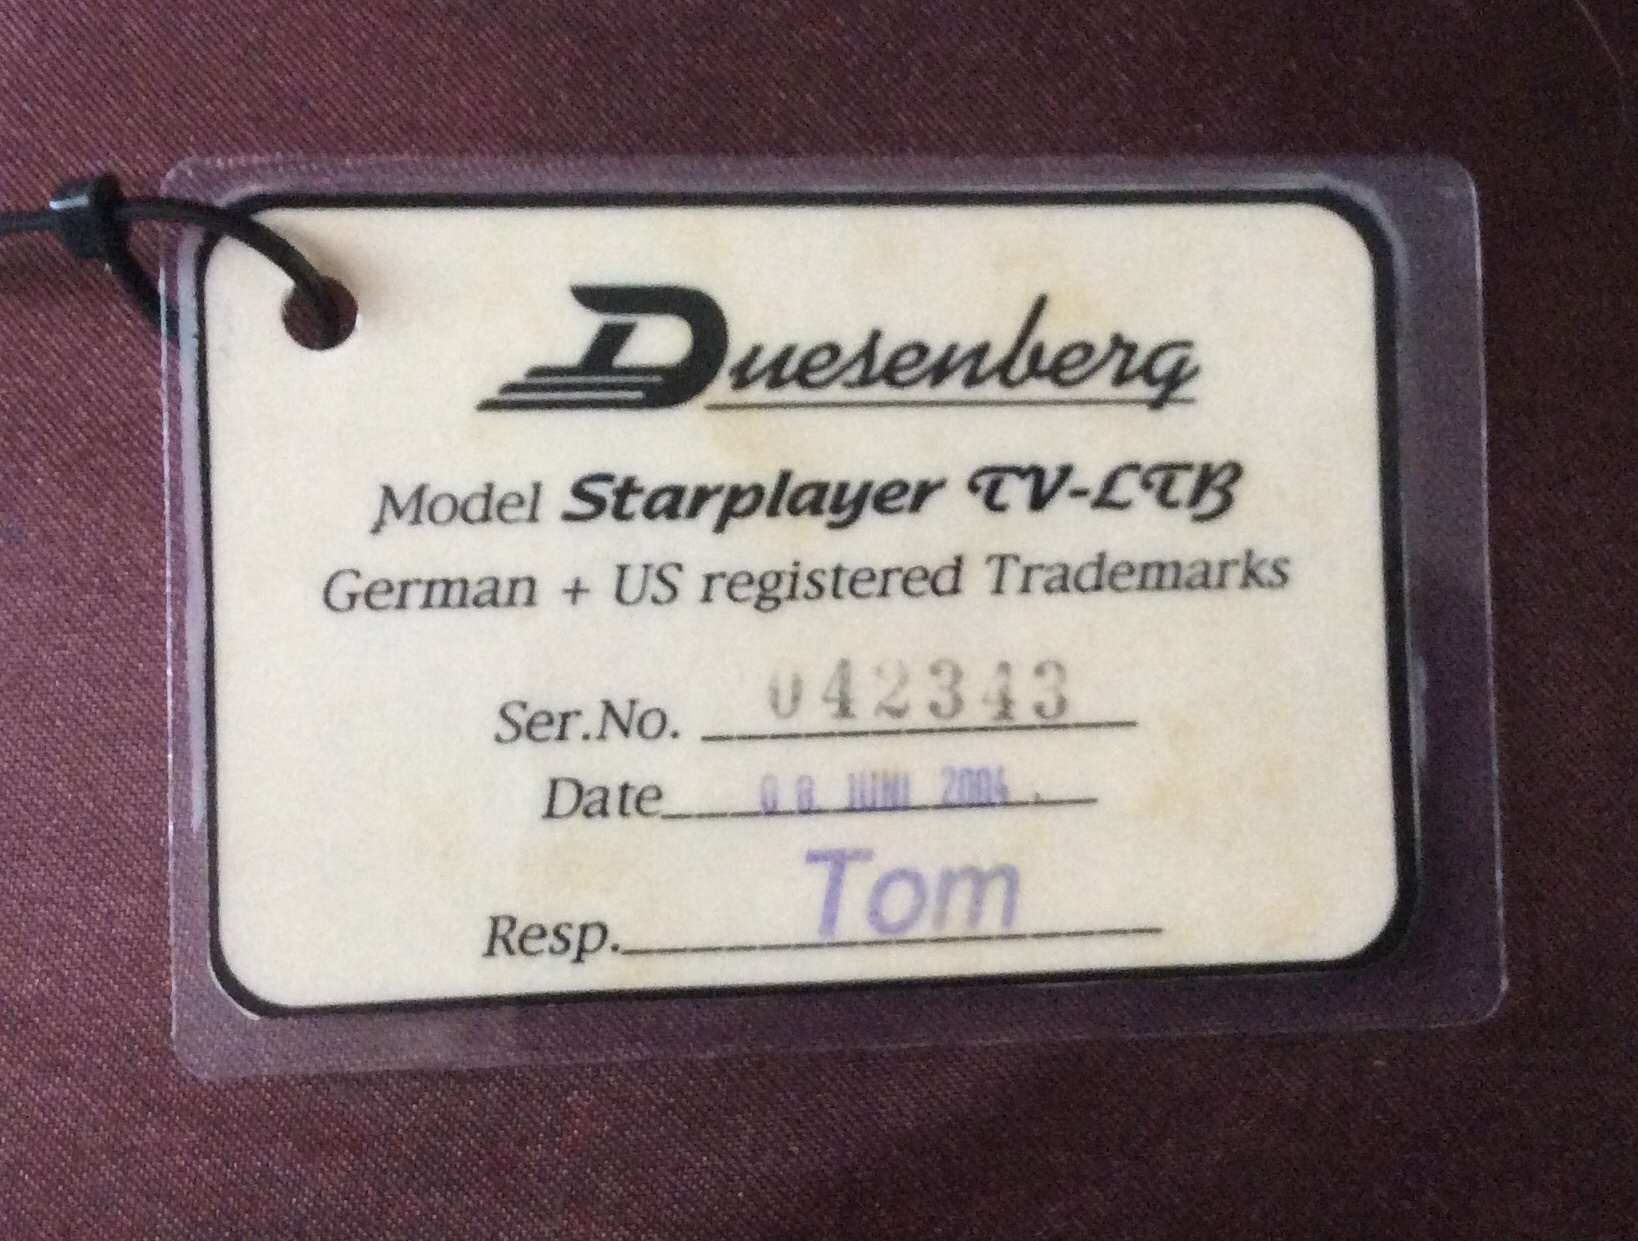 Duesenberg
Model Starplayer TV-LTB
German + US registered Trademarks
Ser.No. 042343
Date 08 JUNI 2004
Resp. Tom